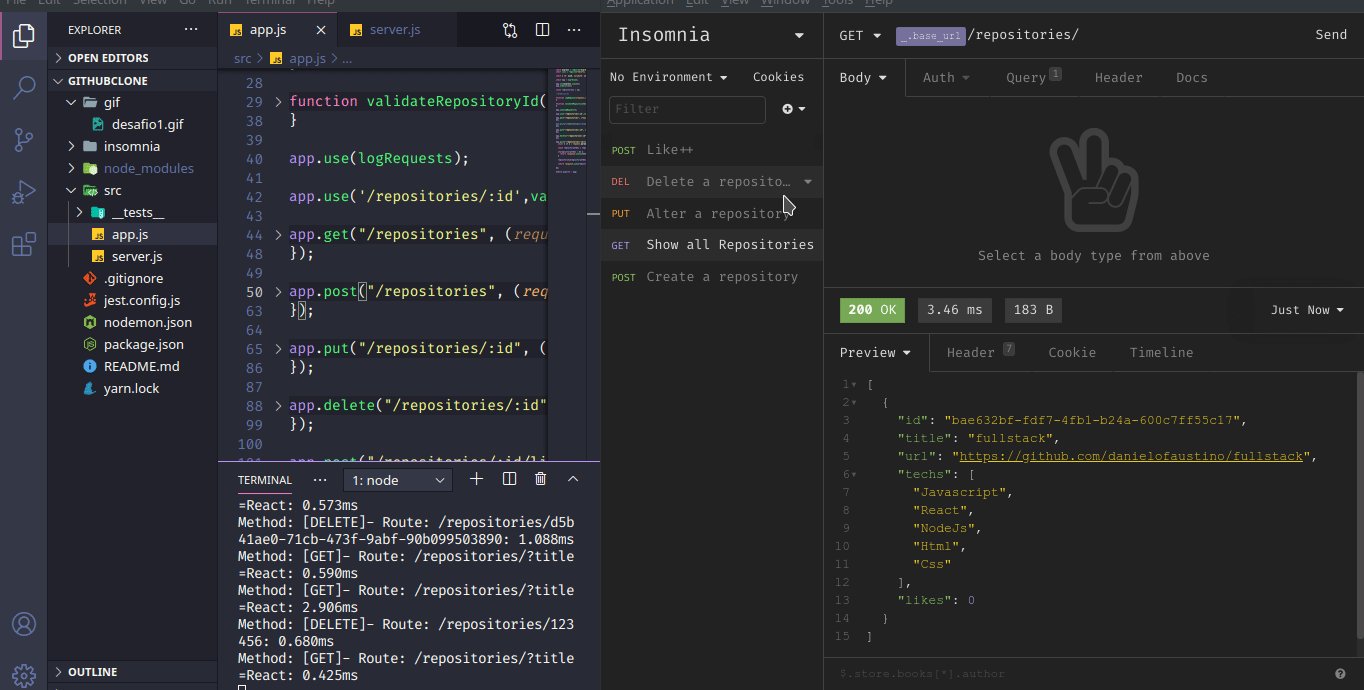 File Edit Selection View Go Run Terminal Help
EXPLORER ...
OPEN EDITORS
GITHUBCLONE
gif
desafio1.gif
insomnia
node_modules
src
__tests__
app.js
server.js
.gitignore
jest.config.js
nodemon.json
package.json
README.md
yarn.lock
OUTLINE
app.js
server.js
src > app.js > ...
28
29 function validateRepositoryId(
38 }
39
40 app.use(logRequests);
41
42 app.use('/repositories/:id',va
43
44 app.get("/repositories", (requ
48 });
49
50 app.post("/repositories", (req
63 });
64
65 app.put("/repositories/:id", (
86 });
87
88 app.delete("/repositories/:id"
99 });
100
101 app.post("/repositories/:id/li
TERMINAL ... 1: node
=React: 0.573ms
Method: [DELETE]- Route: /repositories/d5b
41ae0-71cb-473f-9abf-90b099503890: 1.088ms
Method: [GET]- Route: /repositories/?title
=React: 0.590ms
Method: [GET]- Route: /repositories/?title
=React: 2.906ms
Method: [DELETE]- Route: /repositories/123
456: 0.680ms
Method: [GET]- Route: /repositories/?title
=React: 0.425ms
Application Edit View Window Tools Help
Insomnia
No Environment Cookies
Filter
POST Like++
DEL Delete a reposito…
PUT Alter a repository
GET Show all Repositories
POST Create a repository
GET _.base_url /repositories/ Send
Body Auth Query 1 Header Docs
Select a body type from above
200 OK 3.46 ms 183 B Just Now
Preview Header 7 Cookie Timeline
1 [
2 {
3 "id": "bae632bf-fdf7-4fb1-b24a-600c7ff55c17",
4 "title": "fullstack",
5 "url": "https://github.com/danielofaustino/fullstack",
6 "techs": [
7 "Javascript",
8 "React",
9 "NodeJs",
10 "Html",
11 "Css"
12 ],
13 "likes": 0
14 }
15 ]
$.store.books[*].author